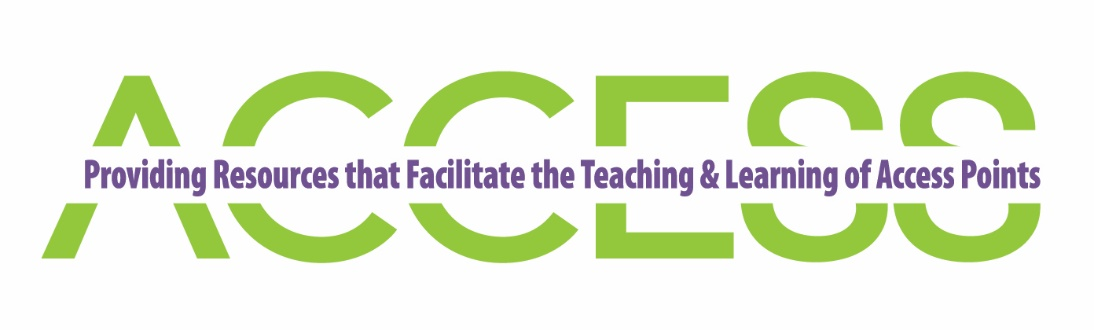 ACCESS
Providing Resources that Facilitate the Teaching & Learning of Access Points